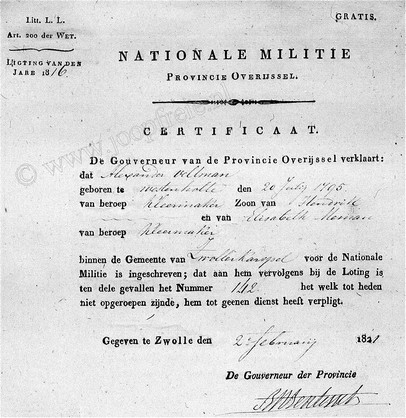 Litt. L. L.
GRATIS.
Art. 200 der Wet.
Ligting van den
Jare 1816
NATIONALE MILITIE
Provincie Overijssel.
CERTIFICAAT.
De Gouverneur van de Provincie Overijssel verklaart:
dat Alexander Veltman
geboren te den 20 July 1795
van beroep Kleermaker Zoon van
en van Elisabeth
van beroep Kleermaker
binnen de Gemeente van Zwollerkarspel voor de Nationale
Militie is ingeschreven; dat aan hem vervolgens bij de Loting is
ten dele gevallen het Nummer 142 het welk tot heden
niet opgeroepen zijnde, hem tot geenen dienst heeft verpligt.
Gegeven te Zwolle den 2 February 1821
De Gouverneur der Provincie